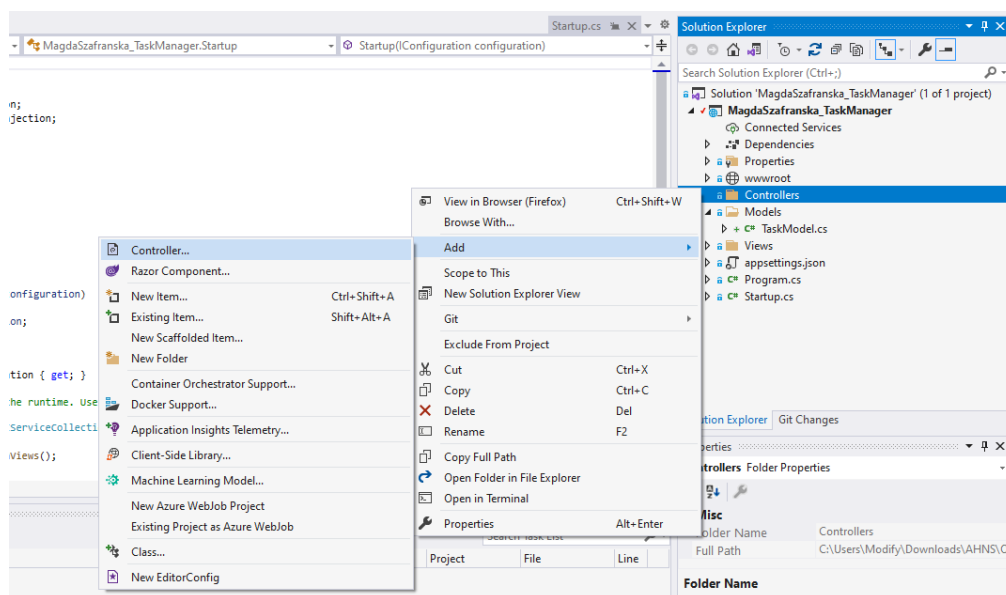 Startup.cs
MagdaSzafranska_TaskManager.Startup
Startup(IConfiguration configuration)
on;
jection;
onfiguration)
on;
tion { get; }
he runtime. Use
ServiceCollecti
Views();
Controller...
Razor Component...
New Item... Ctrl+Shift+A
Existing Item... Shift+Alt+A
New Scaffolded Item...
New Folder
Container Orchestrator Support...
Docker Support...
Application Insights Telemetry...
Client-Side Library...
Machine Learning Model...
New Azure WebJob Project
Existing Project as Azure WebJob
Class...
New EditorConfig
View in Browser (Firefox) Ctrl+Shift+W
Browse With...
Add
Scope to This
New Solution Explorer View
Git
Exclude From Project
Cut Ctrl+X
Copy Ctrl+C
Delete Del
Rename F2
Copy Full Path
Open Folder in File Explorer
Open in Terminal
Properties Alt+Enter
Project File Line
Solution Explorer
Search Solution Explorer (Ctrl+;)
Solution 'MagdaSzafranska_TaskManager' (1 of 1 project)
MagdaSzafranska_TaskManager
Connected Services
Dependencies
Properties
wwwroot
Controllers
Models
C# TaskModel.cs
Views
appsettings.json
C# Program.cs
C# Startup.cs
ution Explorer Git Changes
perties
ntrollers Folder Properties
Misc
older Name Controllers
Full Path C:\Users\Modify\Downloads\AHNS\C
Folder Name